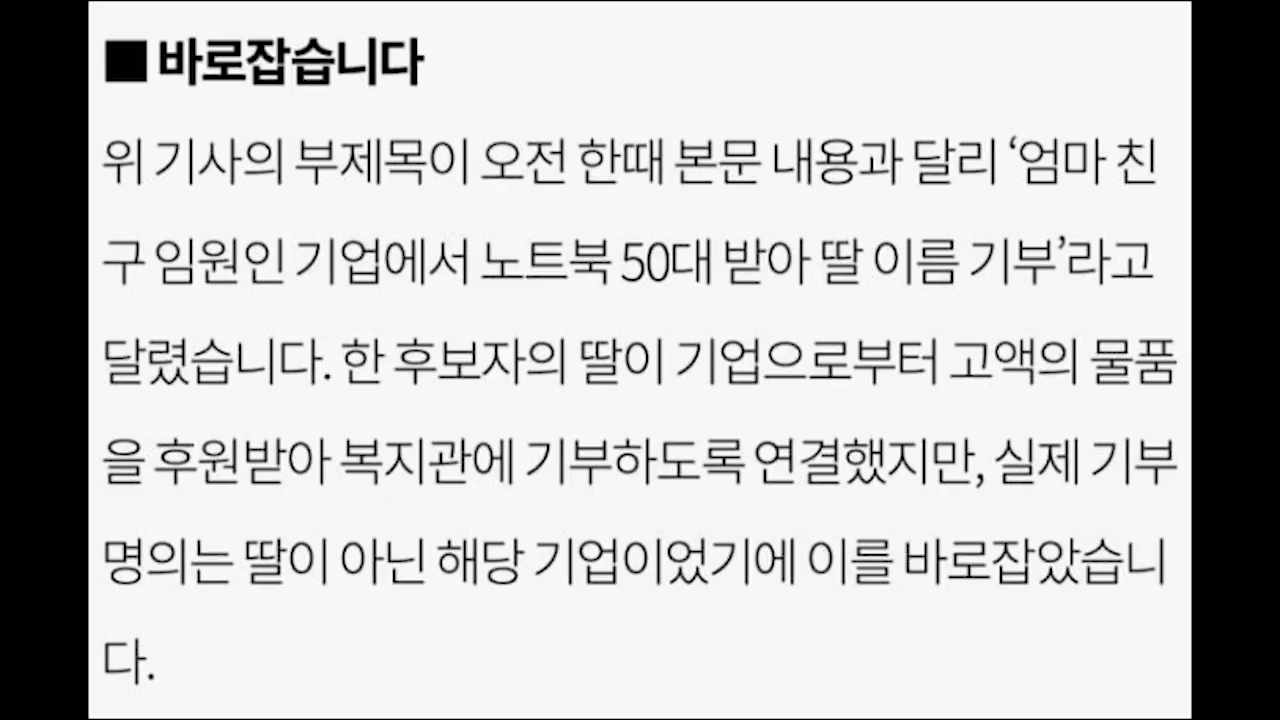 ■ 바로잡습니다
위 기사의 부제목이 오전 한때 본문 내용과 달리 ‘엄마 친
구 임원인 기업에서 노트북 50대 받아 딸 이름 기부’라고
달렸습니다. 한 후보자의 딸이 기업으로부터 고액의 물품
을 후원받아 복지관에 기부하도록 연결했지만, 실제 기부
명의는 딸이 아닌 해당 기업이었기에 이를 바로잡았습니
다.